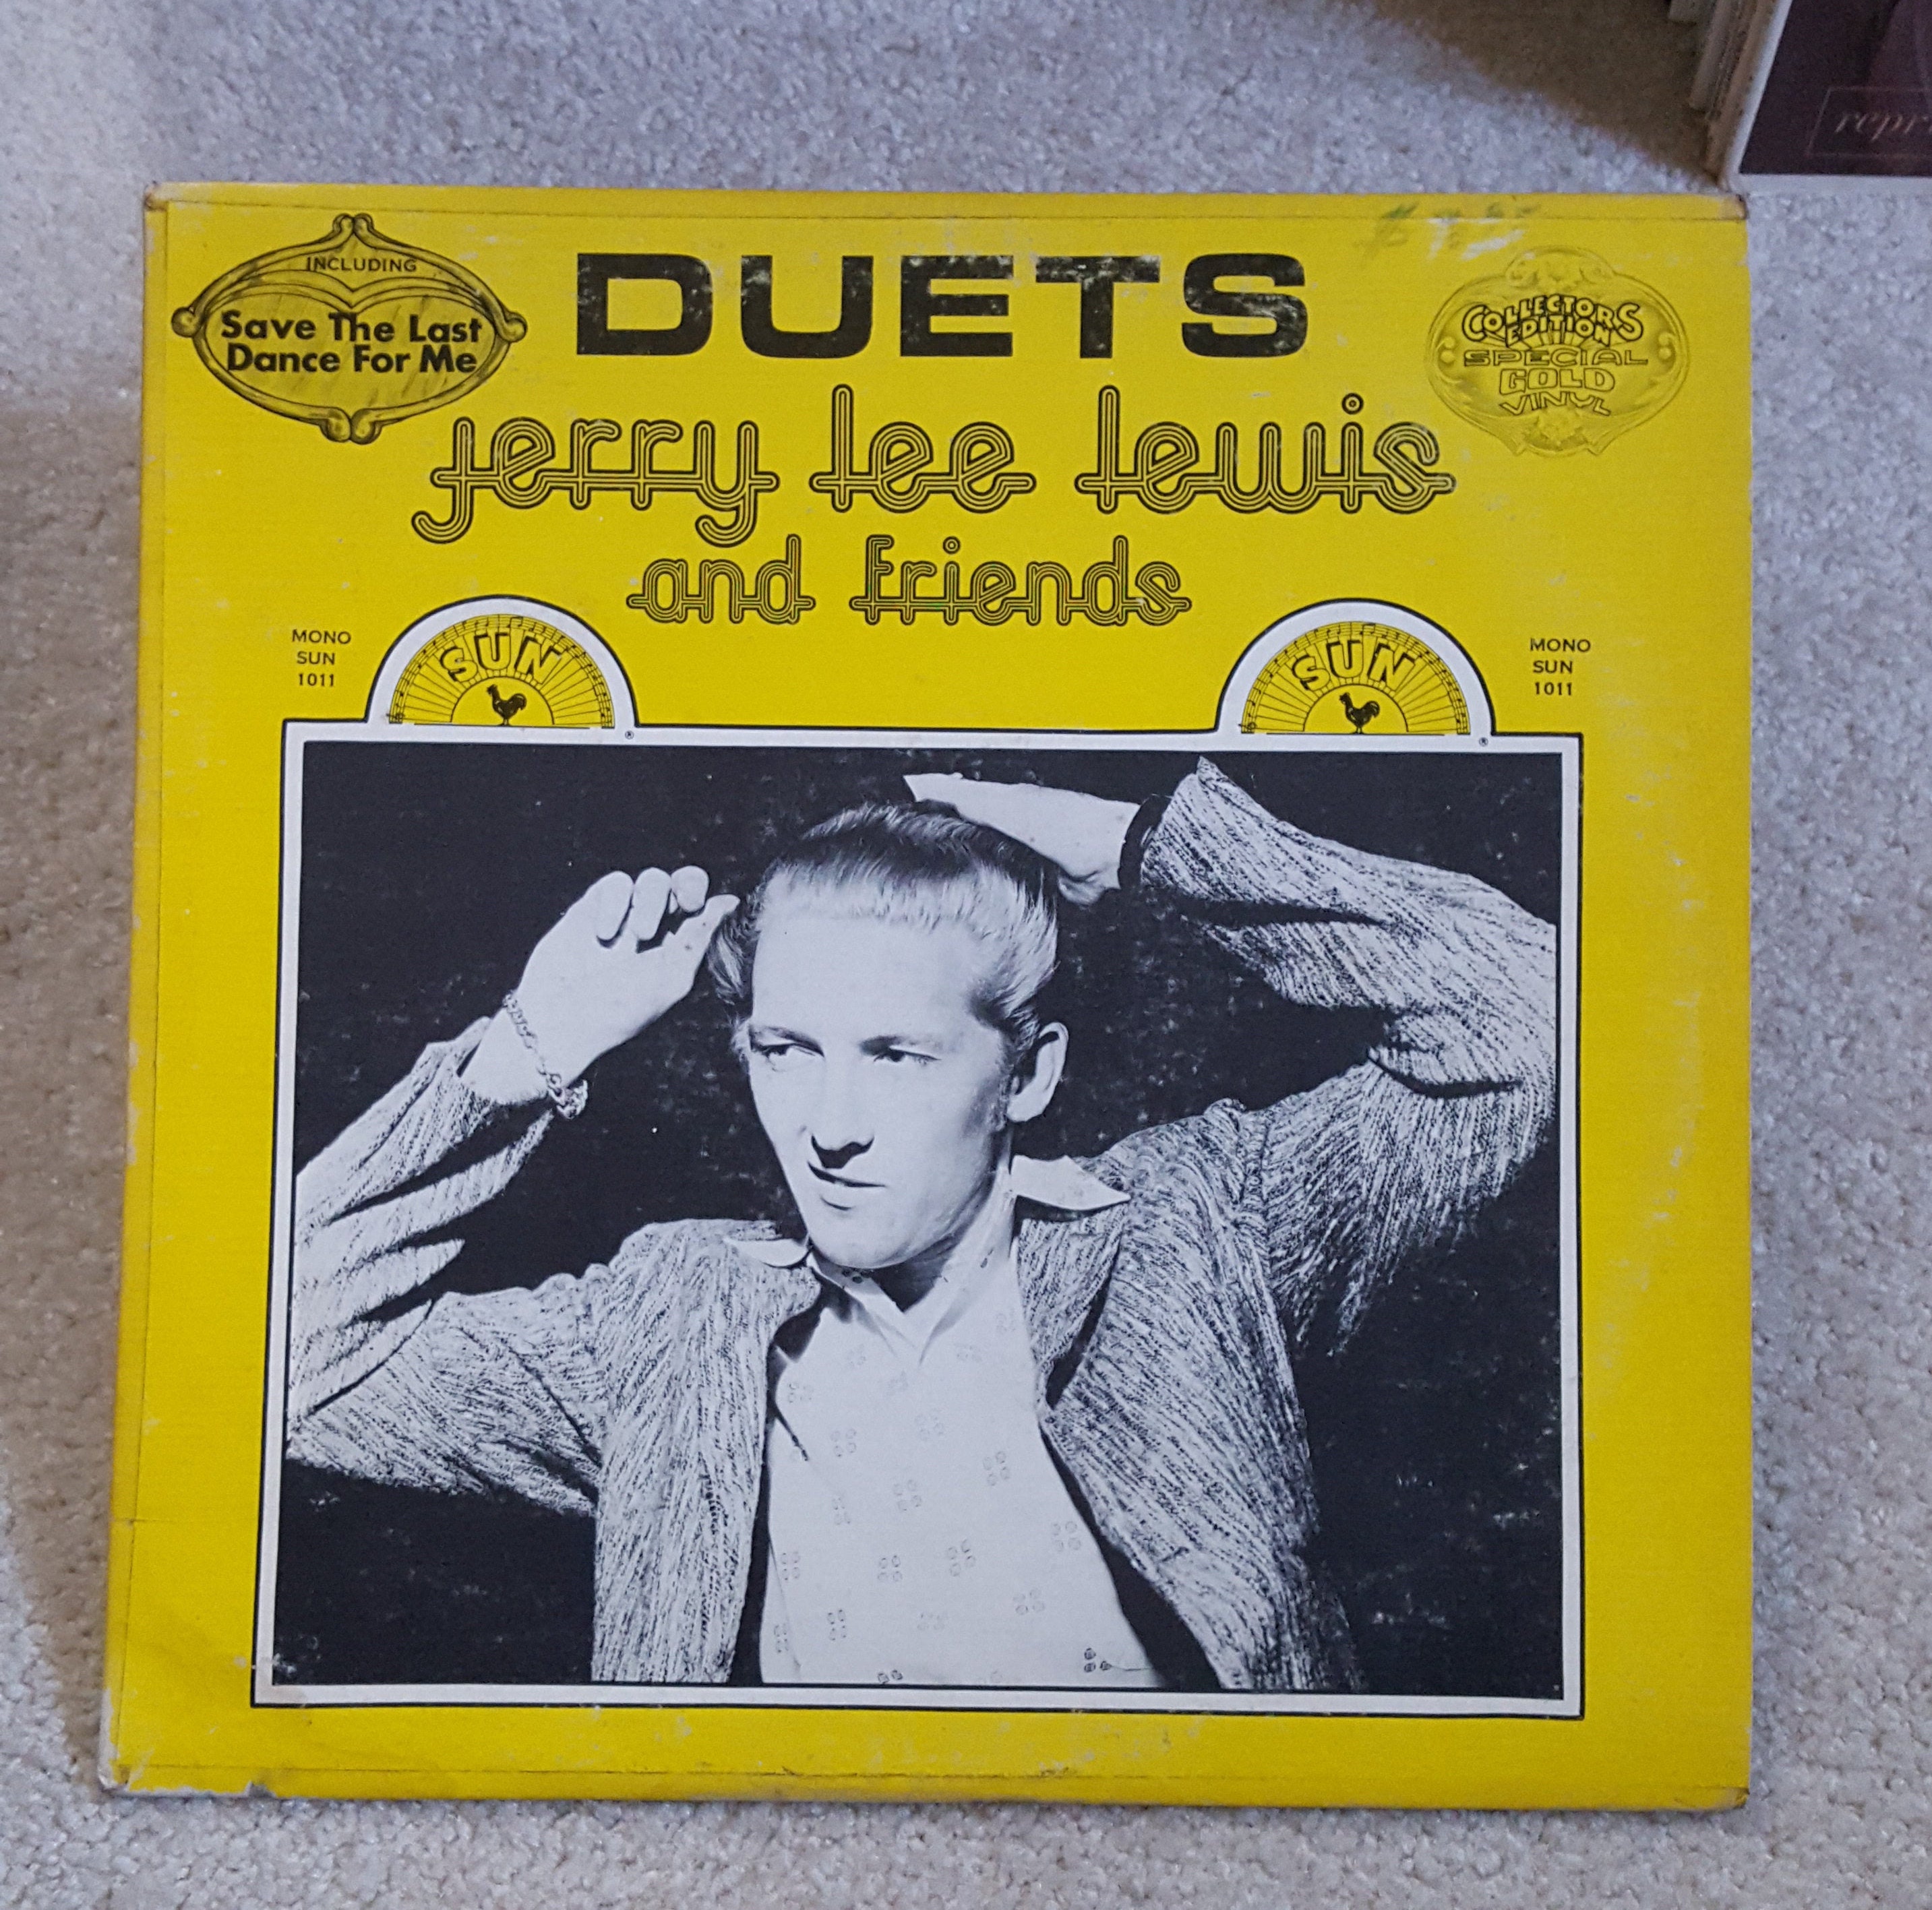 INCLUDING
Save The Last
Dance For Me
DUETS
COLLECTORS
EDITION
SPECIAL
GOLD
VINYL
jerry lee lewis
and friends
MONO
SUN
1011
SUN
SUN
MONO
SUN
1011